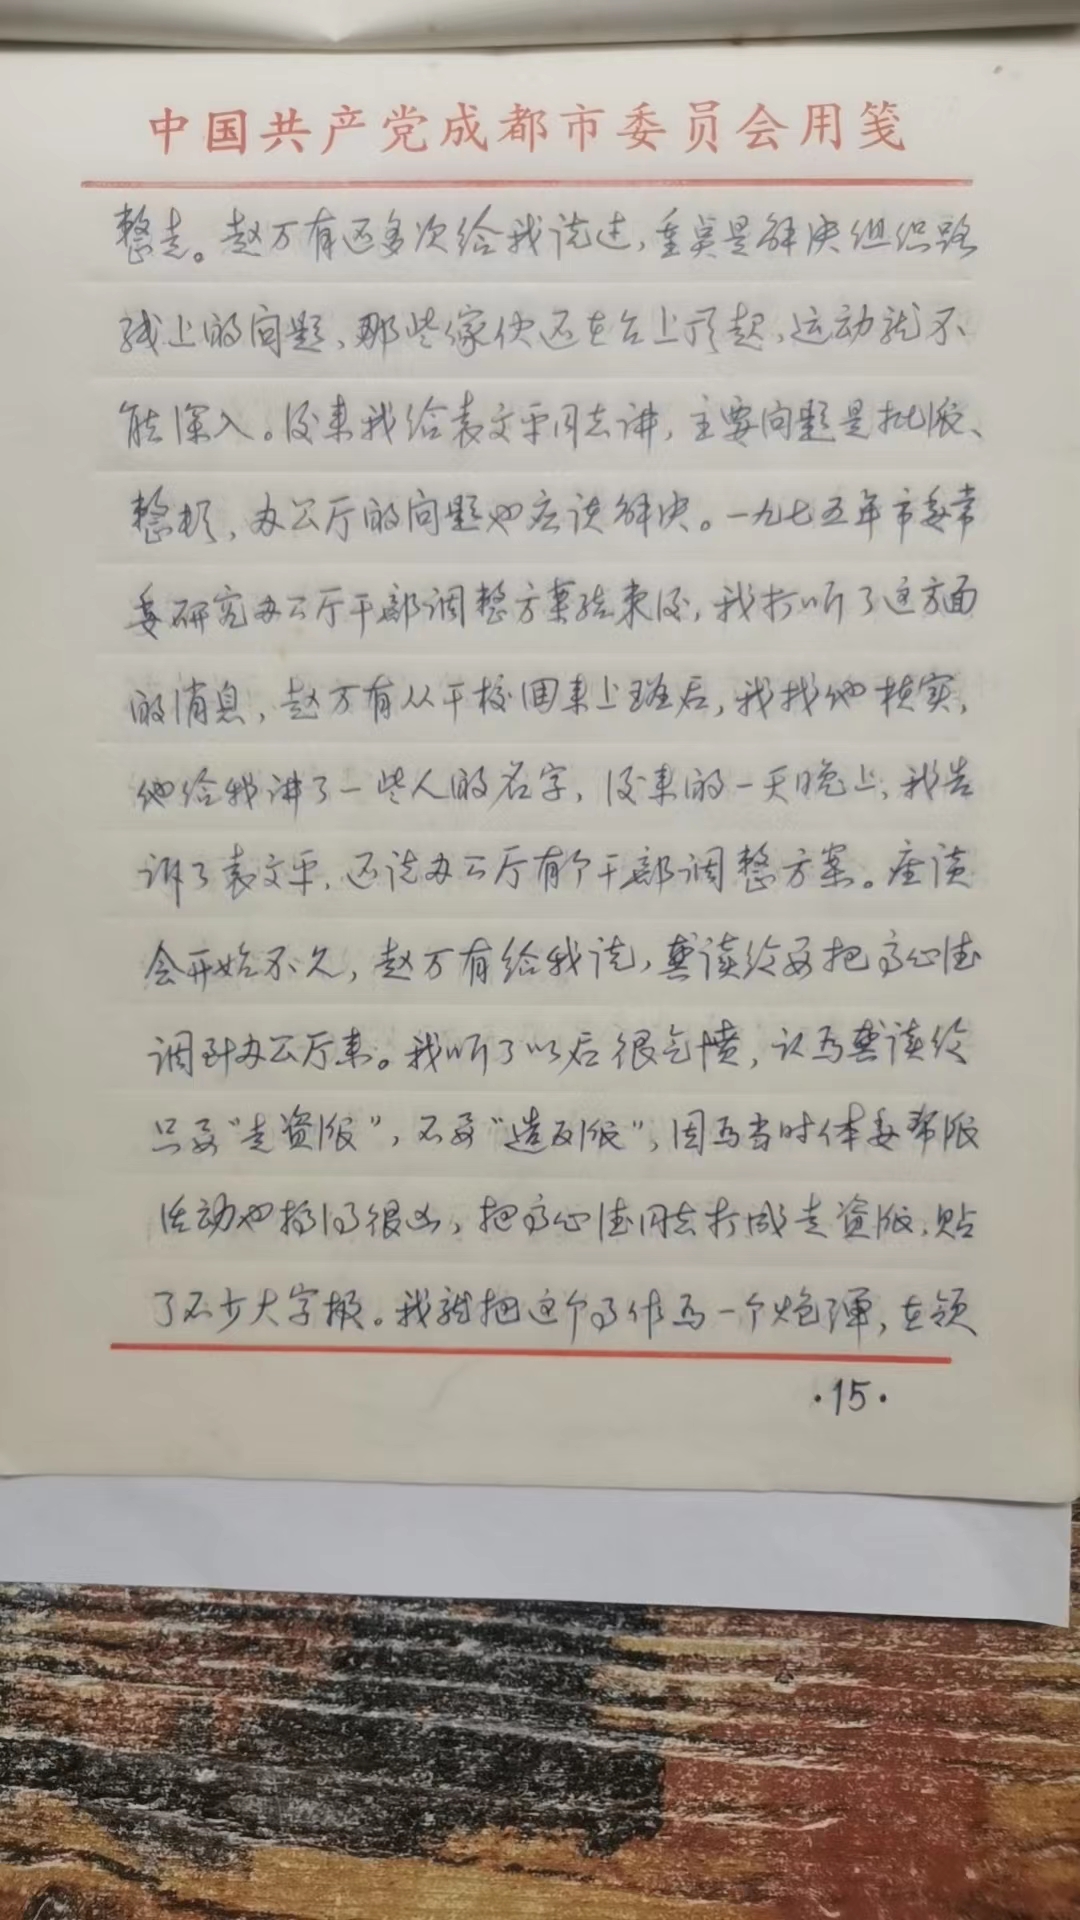 中国共产党成都市委员会用笺
整走。赵万有还多次给我说过,重点是解决组织路
线上的问题,那些傢伙还在台上顶起,运动就不
能深入。后来我给袁文平同志讲,主要问题是批派、
整顿,办公厅的问题也应该解决。一九七五年市委常
委研究办公厅干部调整方案结束后,我打听了这方面
的消息,赵万有从干校回来上班后,我找他核实,
他给我讲了一些人的名字,后来的一天晚上,我告
诉了袁文平,还说办公厅有个干部调整方案。座谈
会开始不久,赵万有给我说,龚读纶要把高心德
调到办公厅来。我听了以后很气愤,认为龚读纶
只要“走资派”,不要“造反派”,因为当时体委帮派
活动也搞得很凶,把高心德同志打成走资派,贴
了不少大字报。我就把这个事作为一个炮弹,在领
·15·